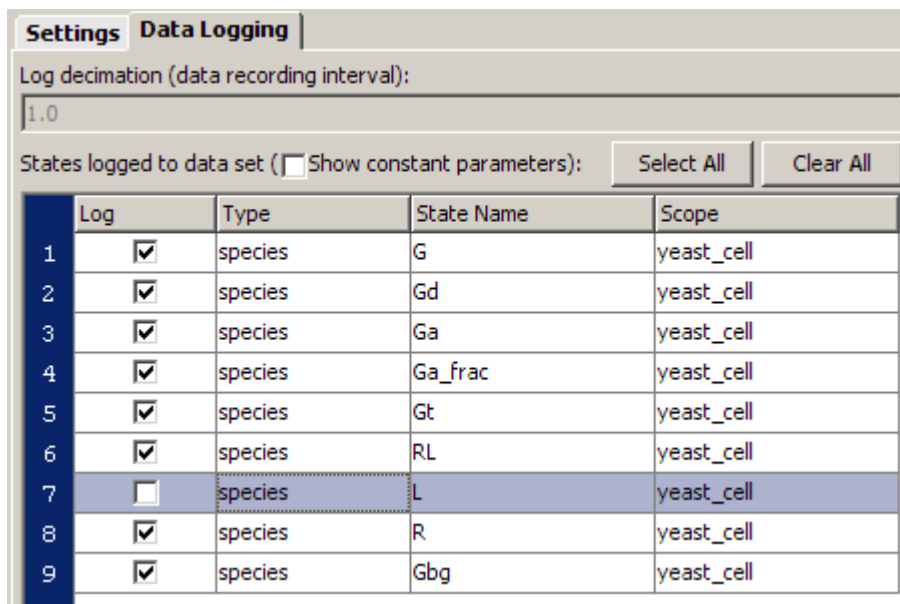 Settings Data Logging
Log decimation (data recording interval):
1.0
States logged to data set ( Show constant parameters): Select All Clear All
Log Type State Name Scope
1 species G yeast_cell
2 species Gd yeast_cell
3 species Ga yeast_cell
4 species Ga_frac yeast_cell
5 species Gt yeast_cell
6 species RL yeast_cell
7 species L yeast_cell
8 species R yeast_cell
9 species Gbg yeast_cell